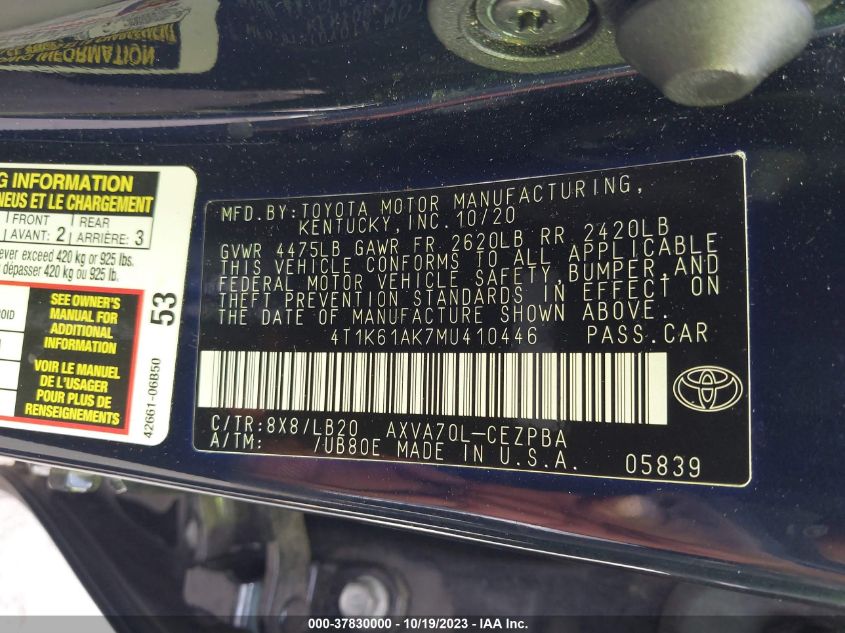 G INFORMATION
NEUS ET LE CHARGEMENT
FRONT
AVANT: 2
REAR
ARRIÈRE: 3
ever exceed 420 kg or 925 lbs.
dépasser 420 kg ou 925 lb.
SEE OWNER'S
MANUAL FOR
ADDITIONAL
INFORMATION
VOIR LE MANUEL
DE L'USAGER
POUR PLUS DE
RENSEIGNEMENTS
53
42661-06B50
MFD.BY:TOYOTA MOTOR MANUFACTURING,
KENTUCKY,INC.10/20
GVWR 4475LB GAWR FR 2620LB RR 2420LB
THIS VEHICLE CONFORMS TO ALL APPLICABLE
FEDERAL MOTOR VEHICLE SAFETY,BUMPER,AND
THEFT PREVENTION STANDARDS IN EFFECT ON
THE DATE OF MANUFACTURE SHOWN ABOVE.
4T1K61AK7MU410446 PASS.CAR
C/TR:8X8/LB20 AXVA70L-CEZPBA
A/TM: 7UB80E MADE IN U.S.A. 05839
000-37830000 - 10/19/2023 - IAA Inc.